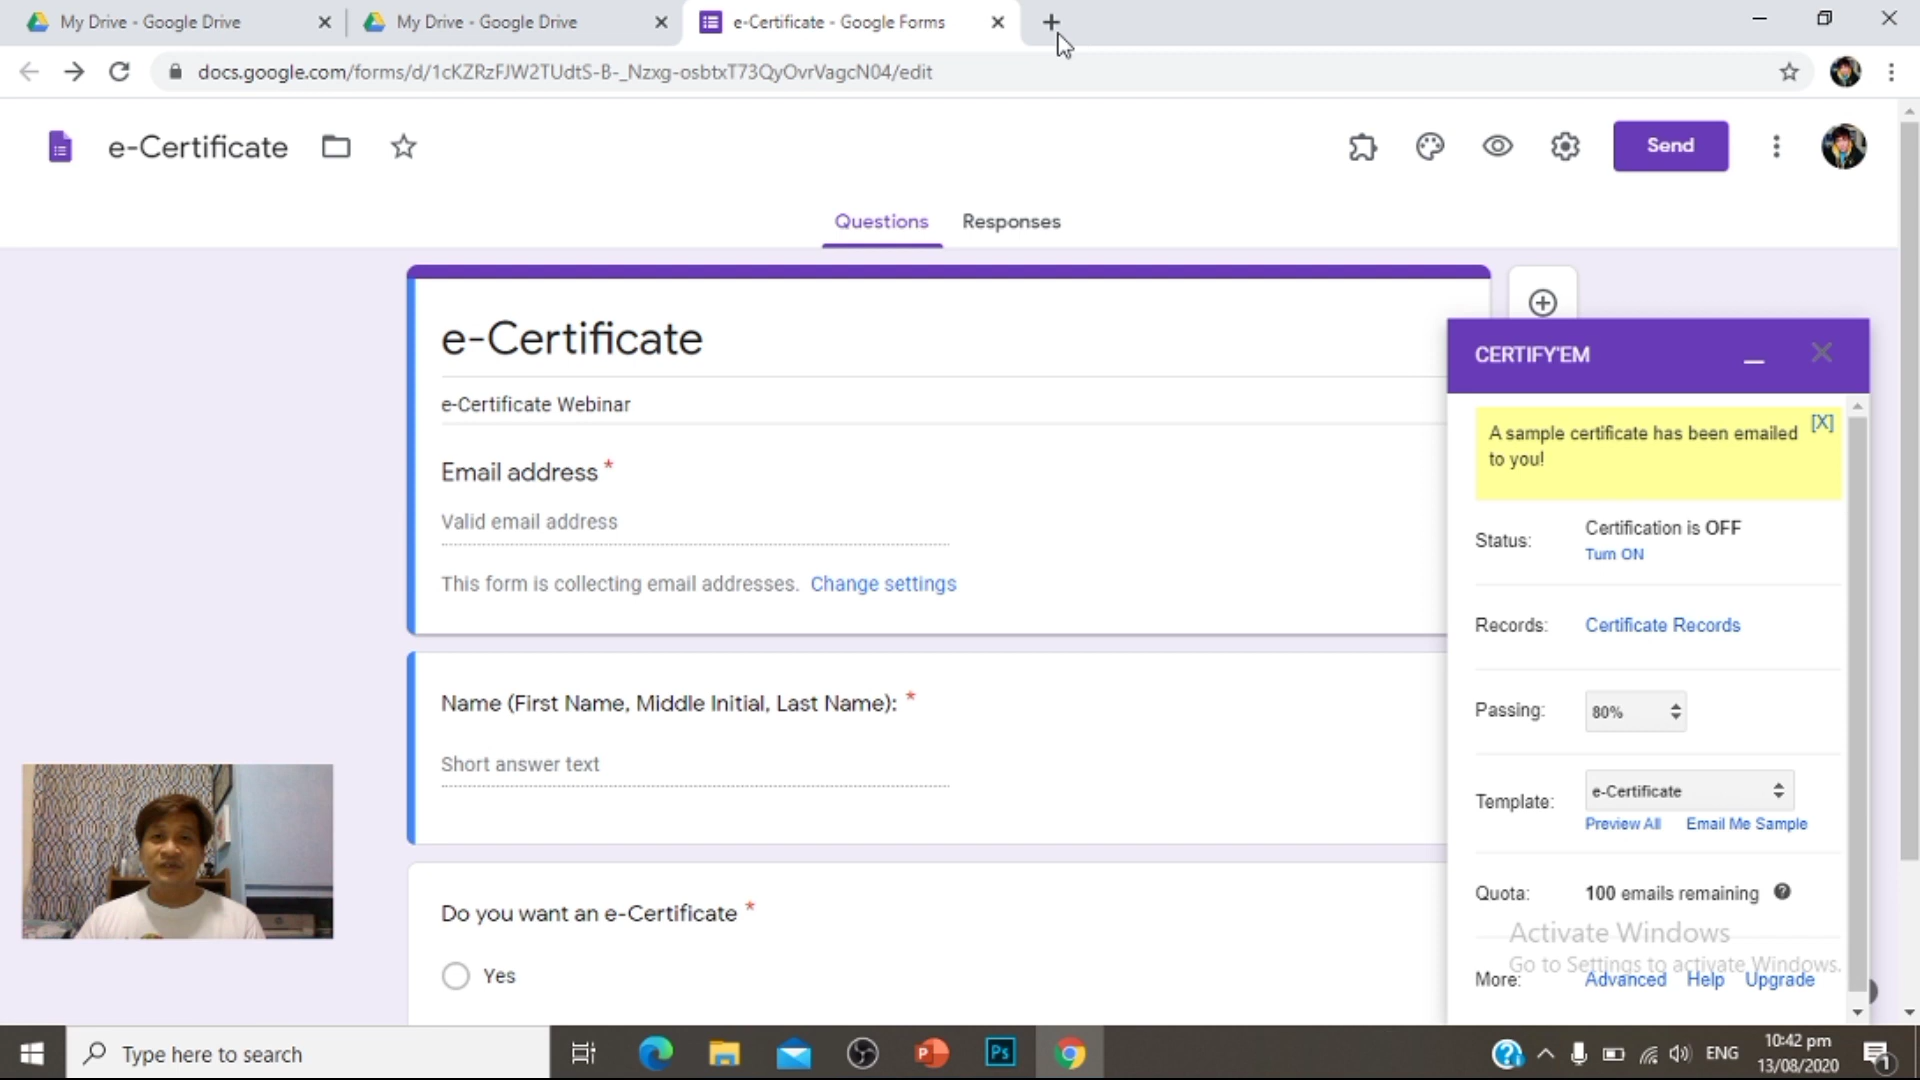 My Drive - Google Drive
My Drive - Google Drive
e-Certificate - Google Forms
docs.google.com/forms/d/1cKZRzFJW2TUdtS-B-_Nzxg-osbtxT73QyOvrVagcN04/edit
e-Certificate
Send
Questions
Responses
e-Certificate
e-Certificate Webinar
Email address *
Valid email address
This form is collecting email addresses. Change settings
Name (First Name, Middle Initial, Last Name): *
Short answer text
Do you want an e-Certificate *
Yes
CERTIFY'EM
A sample certificate has been emailed
to you!
[X]
Status:
Certification is OFF
Turn ON
Records:
Certificate Records
Passing:
80%
Template:
e-Certificate
Preview All
Email Me Sample
Quota:
100 emails remaining
Activate Windows
Go to Settings to activate Windows.
More:
Advanced
Help
Upgrade
Type here to search
Ps
ENG
10:42 pm
13/08/2020
1